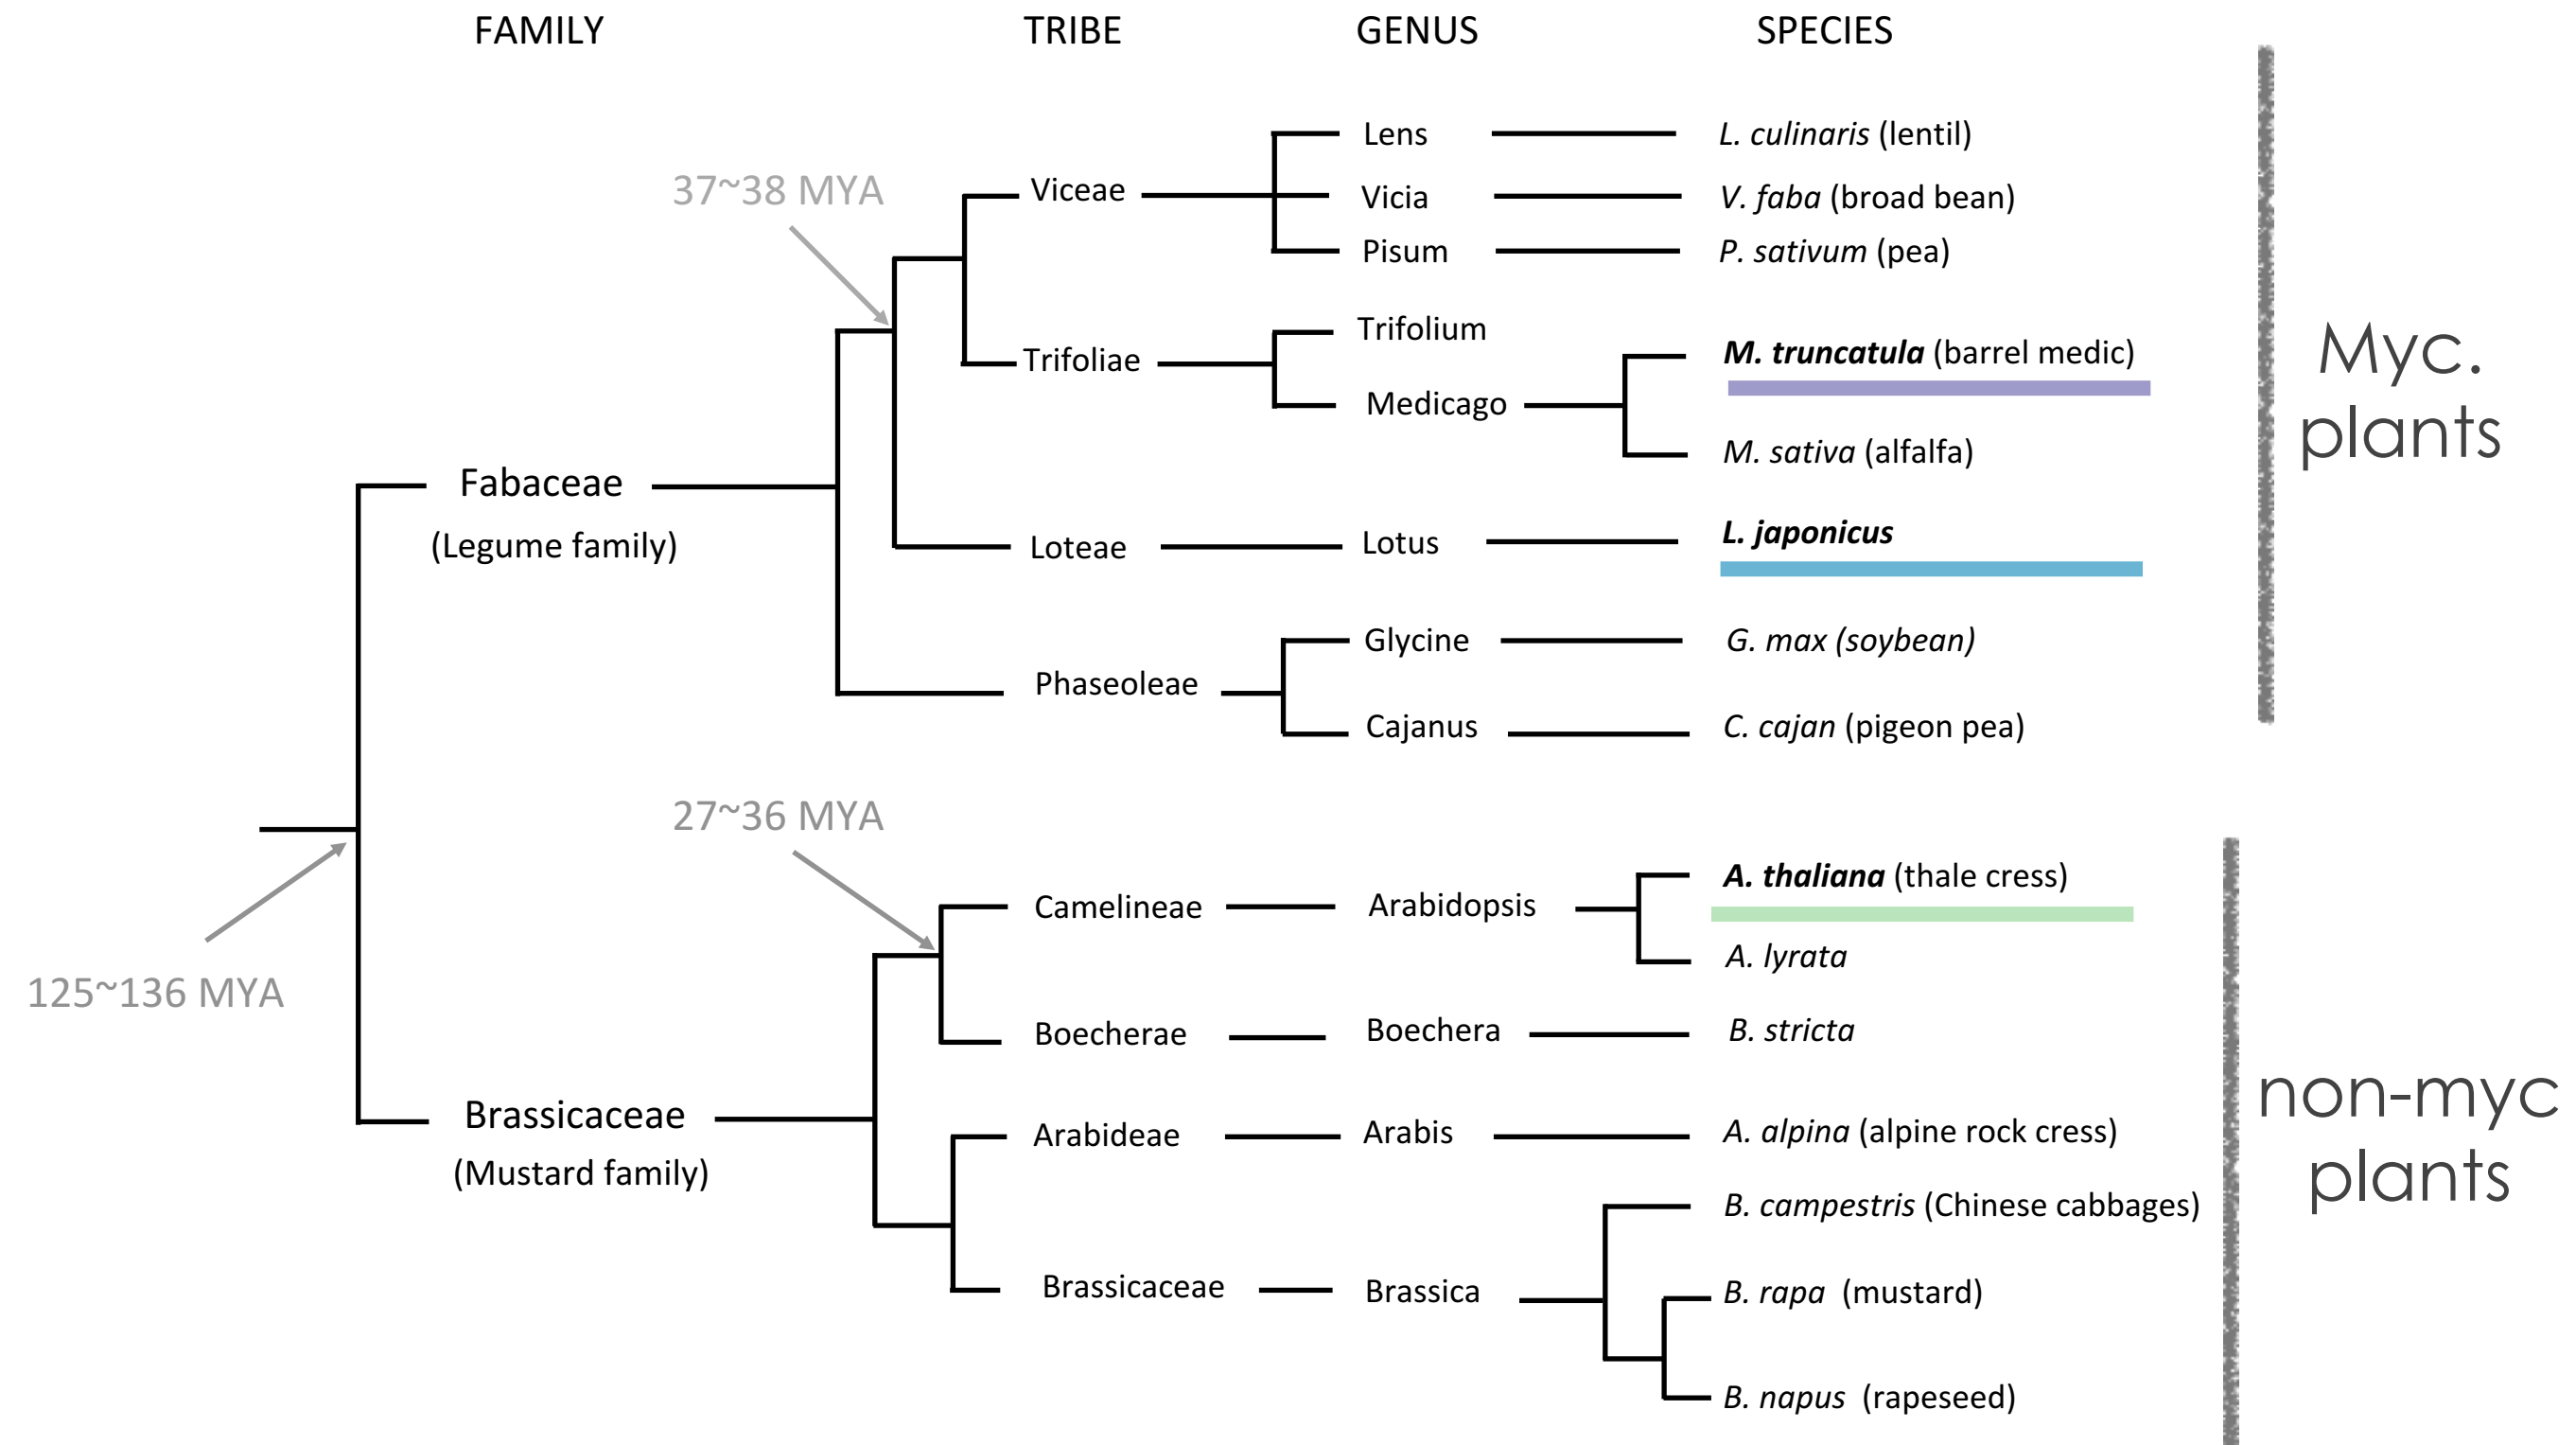 FAMILY TRIBE GENUS SPECIES
Lens L. culinaris (lentil)
37~38 MYA Viceae Vicia V. faba (broad bean)
Pisum P. sativum (pea)
Trifolium
Trifoliae M. truncatula (barrel medic)
Medicago
M. sativa (alfalfa)
Myc.
plants
Fabaceae
(Legume family)
Loteae Lotus L. japonicus
Glycine G. max (soybean)
Phaseoleae
Cajanus C. cajan (pigeon pea)
27~36 MYA
A. thaliana (thale cress)
Camelineae Arabidopsis
A. lyrata
125~136 MYA
Boecherae Boechera B. stricta
non-myc
plants
Brassicaceae
(Mustard family)
Arabideae Arabis A. alpina (alpine rock cress)
B. campestris (Chinese cabbages)
Brassicaceae Brassica B. rapa (mustard)
B. napus (rapeseed)